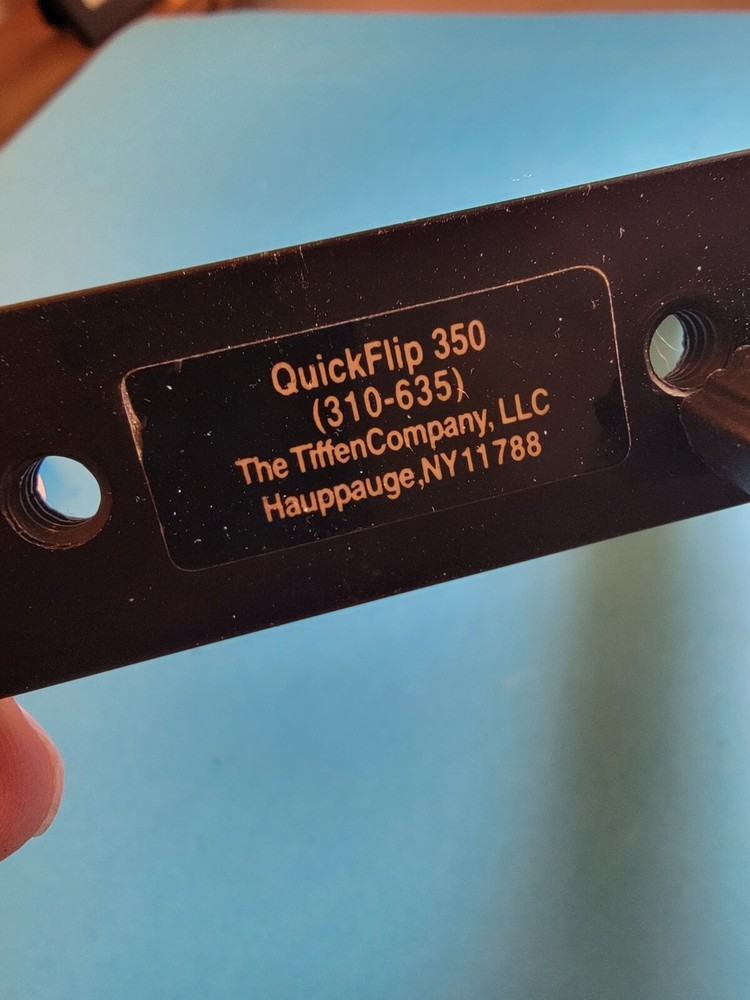 QuickFlip 350
(310-635)
The TiffenCompany, LLC
Hauppauge,NY11788